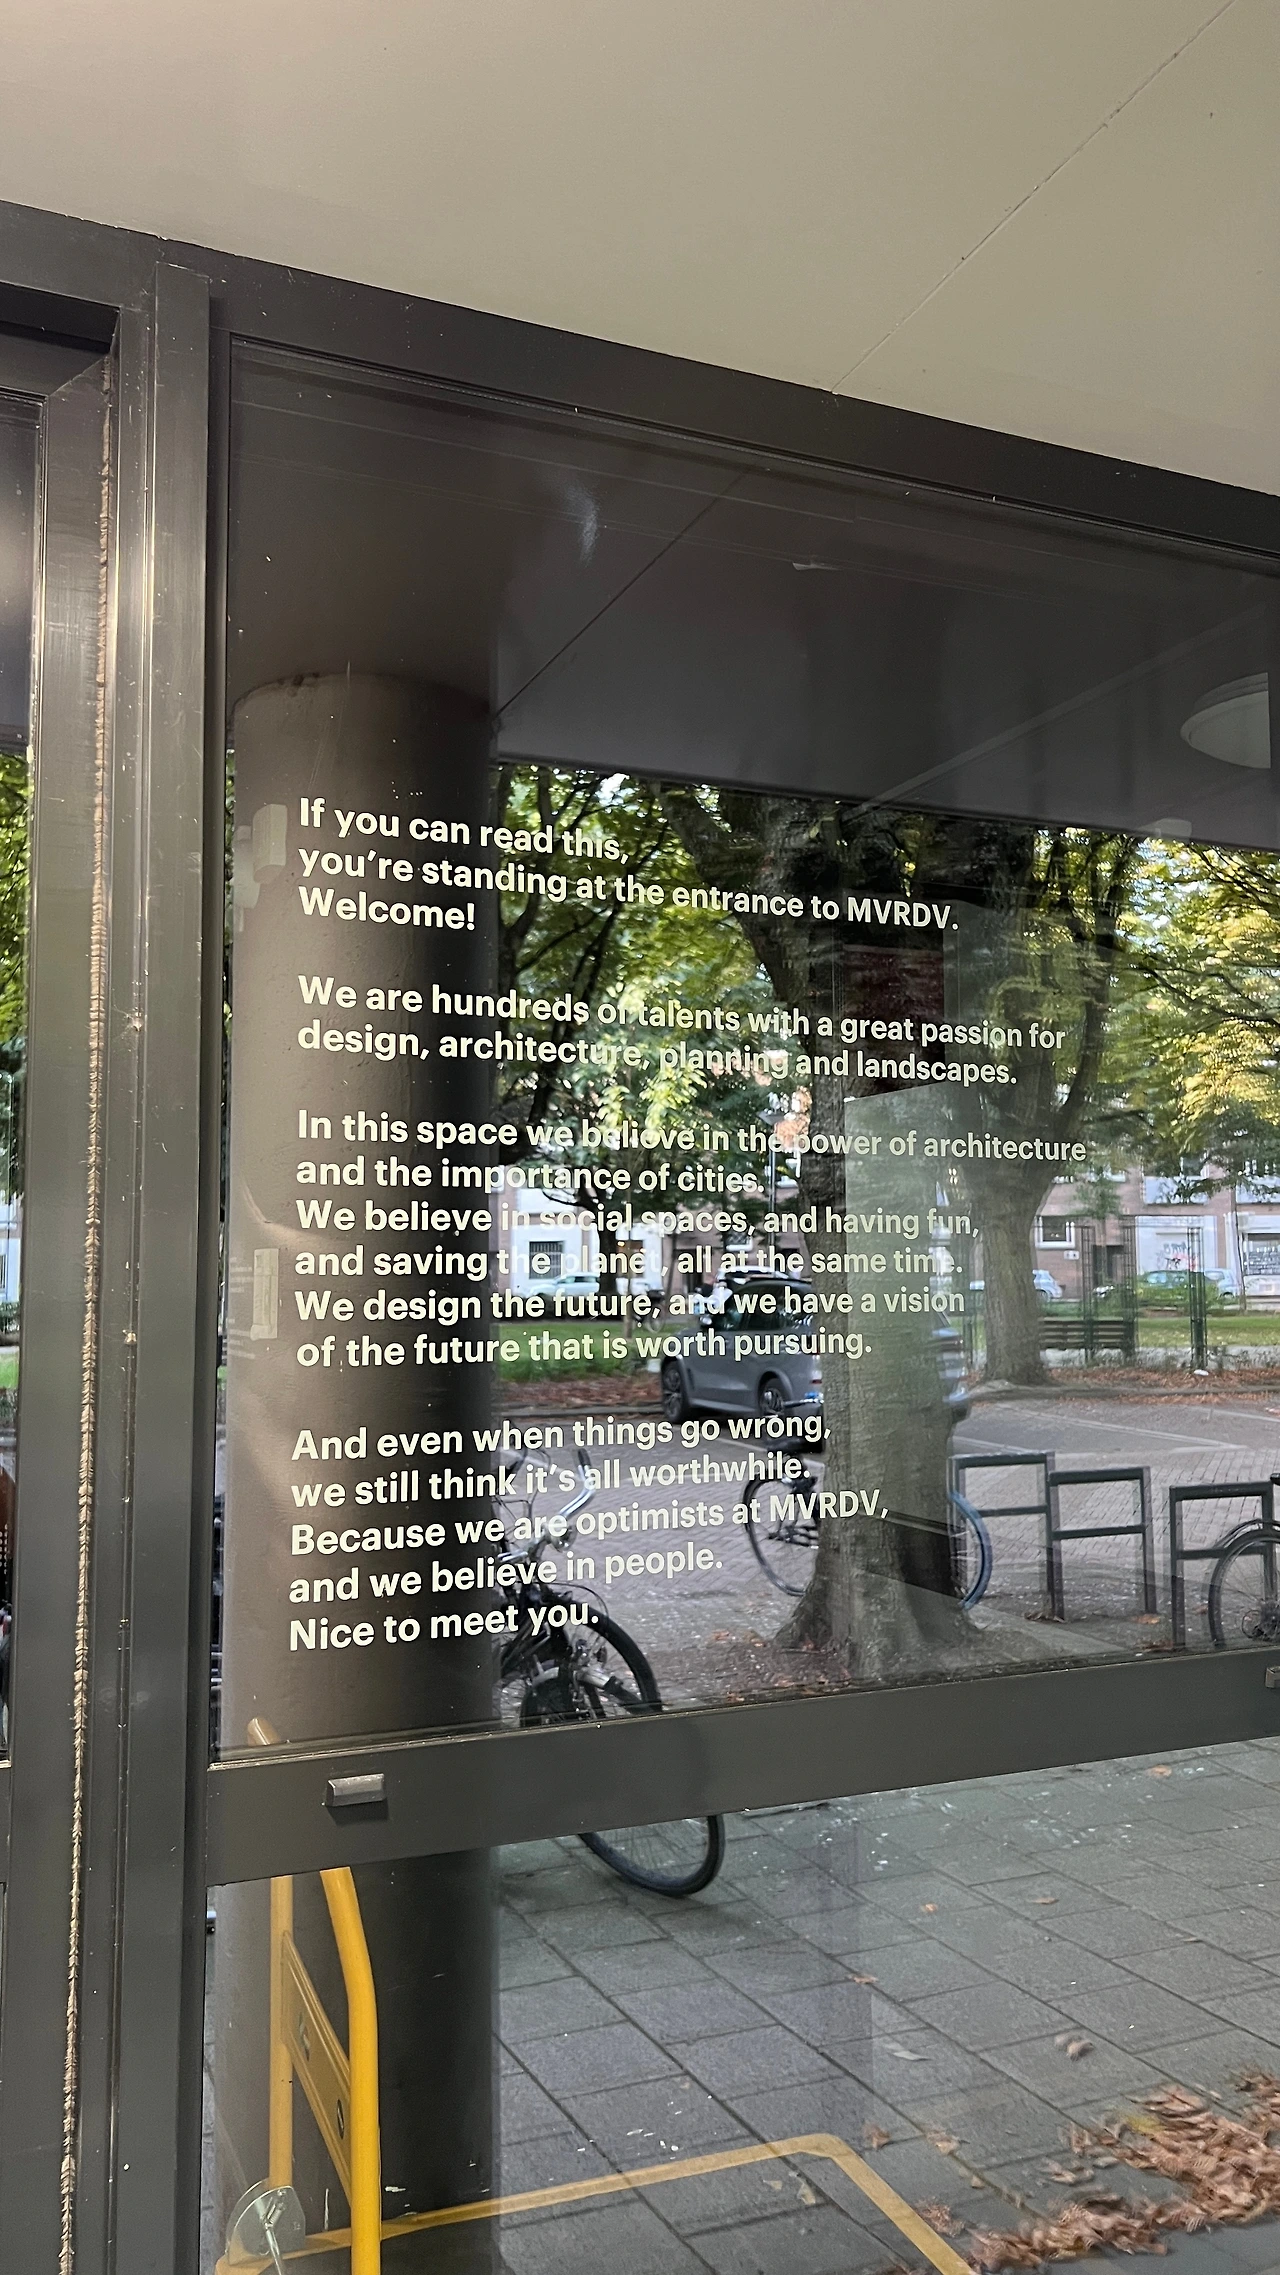 If you can read this,
you’re standing at the entrance to MVRDV.
Welcome!
We are hundreds of talents with a great passion for
design, architecture, planning and landscapes.
In this space we believe in the power of architecture
and the importance of cities.
We believe in social spaces, and having fun,
and saving the planet, all at the same time.
We design the future, and we have a vision
of the future that is worth pursuing.
And even when things go wrong,
we still think it’s all worthwhile.
Because we are optimists at MVRDV,
and we believe in people.
Nice to meet you.